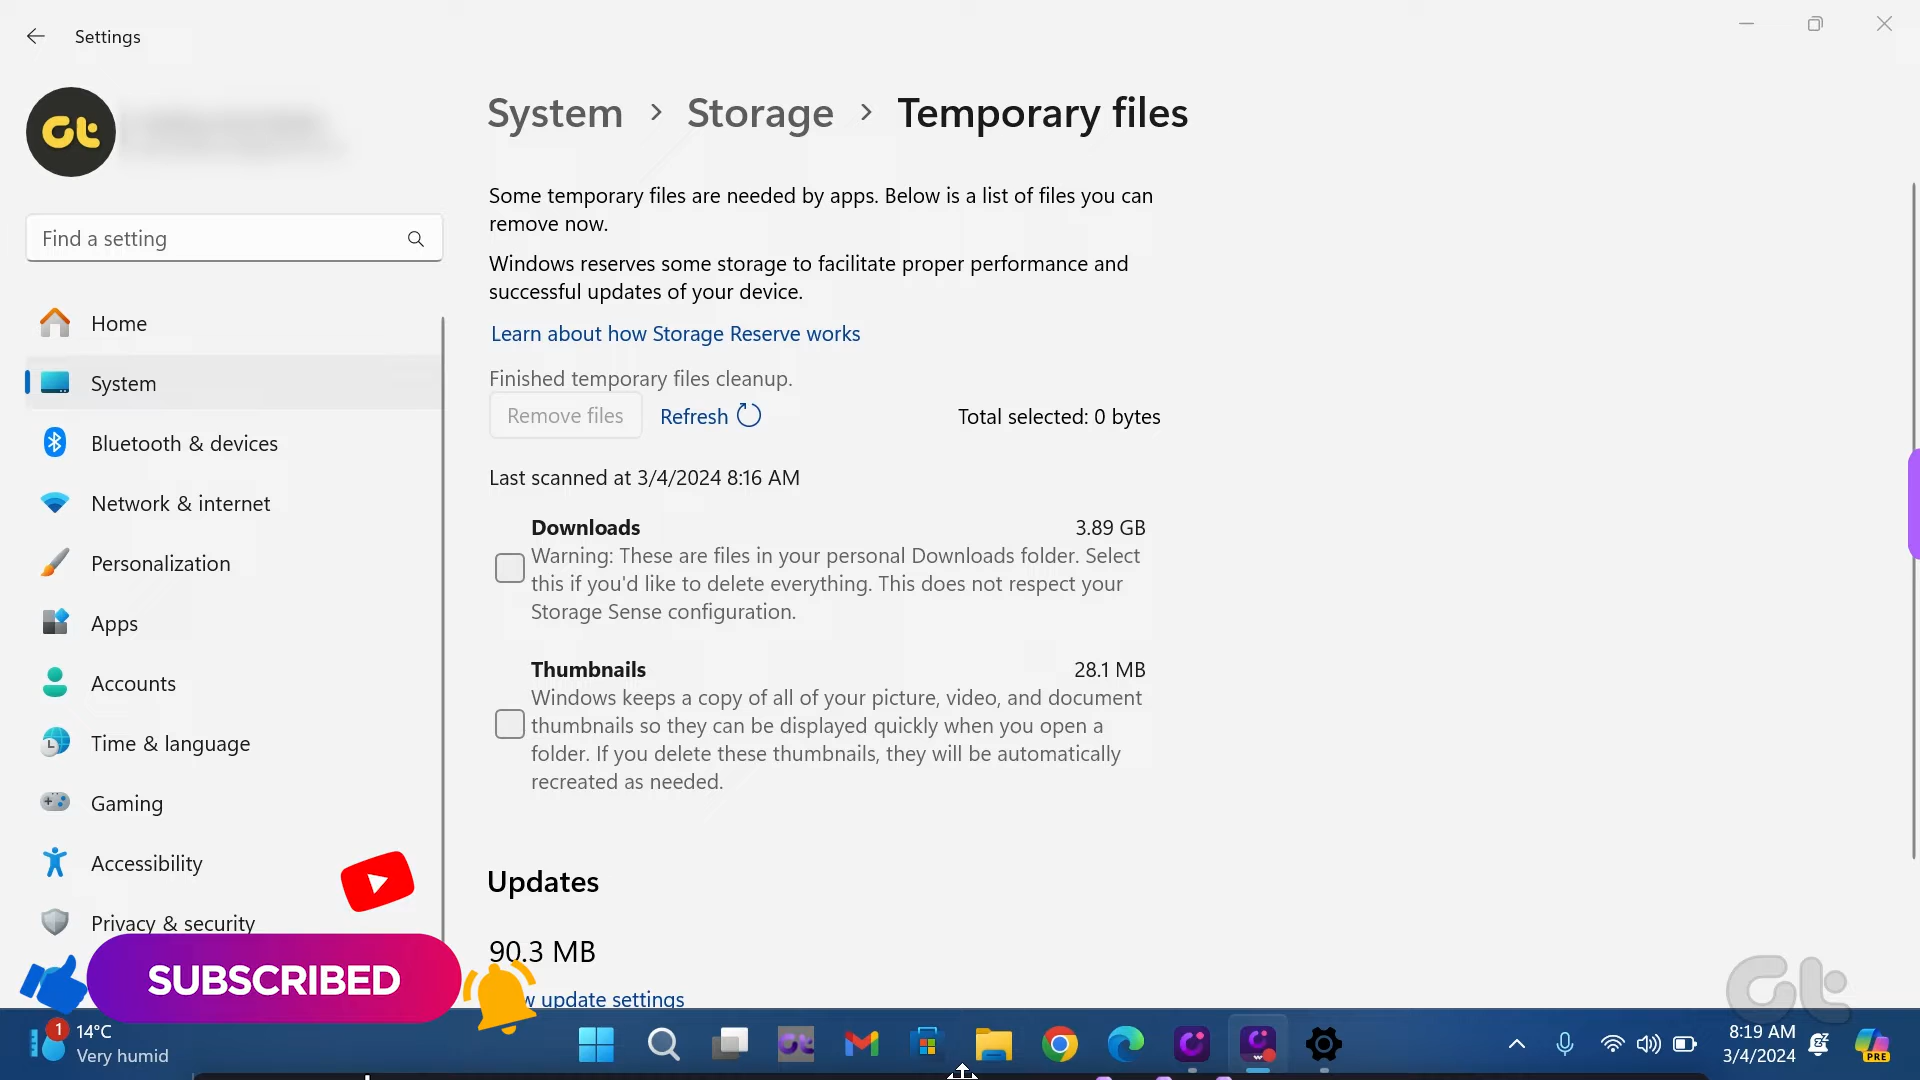 Settings
Gt
System > Storage > Temporary files
Find a setting
Home
System
Bluetooth & devices
Network & internet
Personalization
Apps
Accounts
Time & language
Gaming
Accessibility
Privacy & security
Some temporary files are needed by apps. Below is a list of files you can
remove now.
Windows reserves some storage to facilitate proper performance and
successful updates of your device.
Learn about how Storage Reserve works
Finished temporary files cleanup.
Remove files Refresh Total selected: 0 bytes
Last scanned at 3/4/2024 8:16 AM
Downloads 3.89 GB
Warning: These are files in your personal Downloads folder. Select
this if you'd like to delete everything. This does not respect your
Storage Sense configuration.
Thumbnails 28.1 MB
Windows keeps a copy of all of your picture, video, and document
thumbnails so they can be displayed quickly when you open a
folder. If you delete these thumbnails, they will be automatically
recreated as needed.
Updates
90.3 MB
update settings
SUBSCRIBED
Gt
1 14°C
Very humid
8:19 AM
3/4/2024
PRE